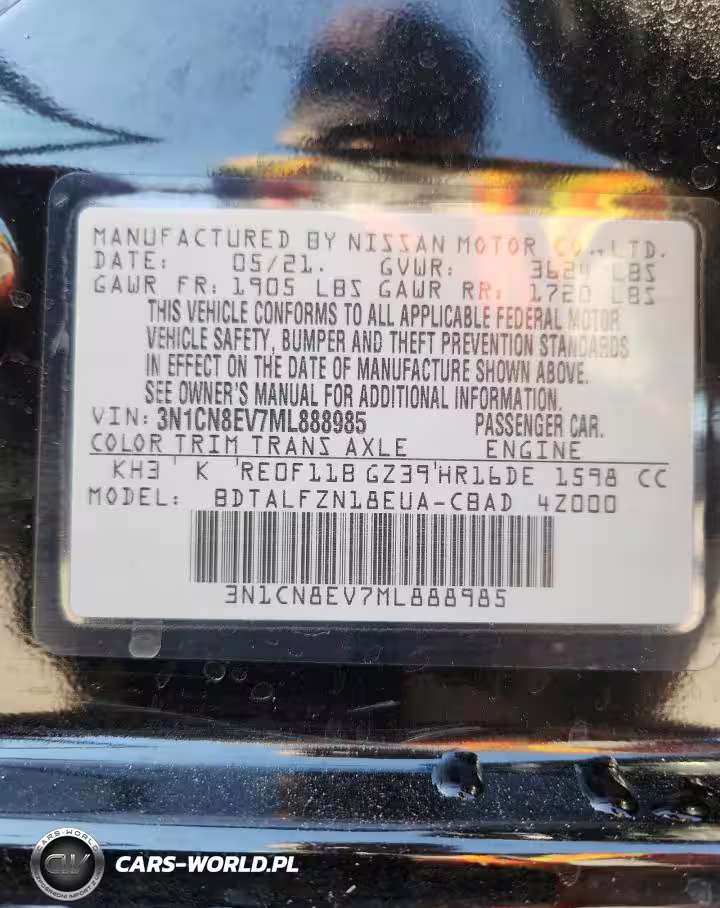 MANUFACTURED BY NISSAN MOTOR CO., LTD.
DATE: 05/21. GVWR: 3624 LBS
GAWR FR: 1905 LBS GAWR RR: 1720 LBS
THIS VEHICLE CONFORMS TO ALL APPLICABLE FEDERAL MOTOR
VEHICLE SAFETY, BUMPER AND THEFT PREVENTION STANDARDS
IN EFFECT ON THE DATE OF MANUFACTURE SHOWN ABOVE.
SEE OWNER'S MANUAL FOR ADDITIONAL INFORMATION.
VIN: 3N1CN8EV7ML888985 PASSENGER CAR.
COLOR TRIM TRANS AXLE ENGINE
KH3 K RE0F11B GZ39 HR16DE 1598 CC
MODEL: BDTALFZN18EUA-CBAD 4Z000
3N1CN8EV7ML888985
CARS-WORLD
CW
CARS-WORLD.PL